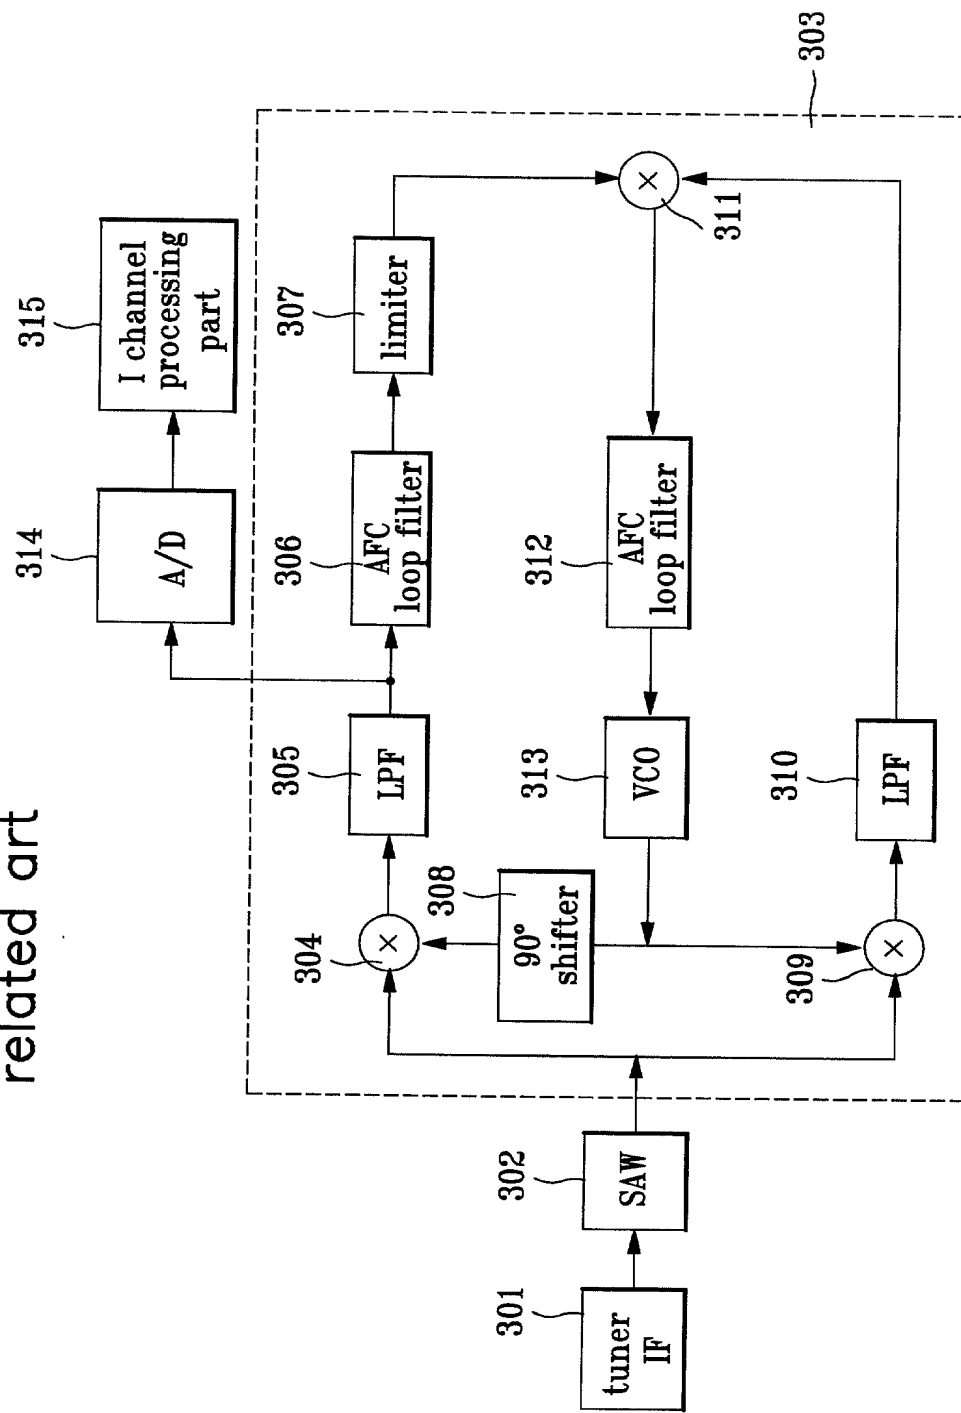 related art
301
tuner
IF
302
SAW
303
304
×
305
LPF
306
AFC
loop filter
307
limiter
308
90°
shifter
309
×
310
LPF
311
×
312
AFC
loop filter
313
VCO
314
A/D
315
I channel
processing
part